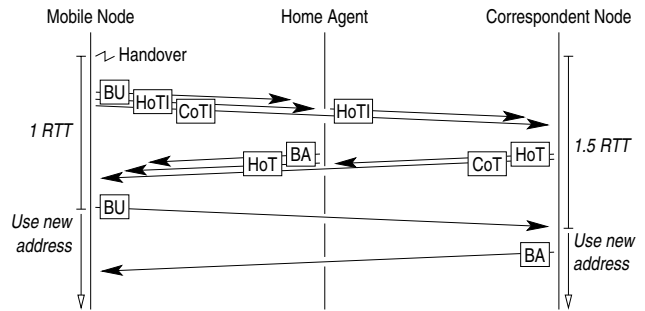 Mobile Node Home Agent Correspondent Node
Handover
BU
HoTI
CoTI
HoTI
1 RTT
1.5 RTT
BA
HoT
HoT
CoT
BU
Use new
address
Use new
address
BA